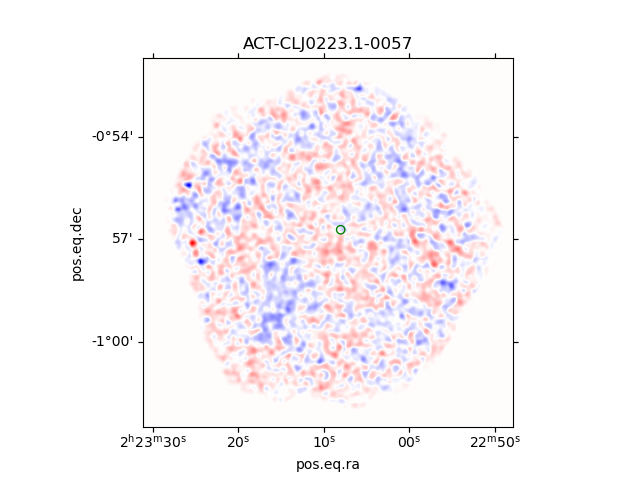 ACT-CLJ0223.1-0057
-0°54'
57'
-1°00'
pos.eq.dec
2ʰ23ᵐ30ˢ 20ˢ 10ˢ 00ˢ 22ᵐ50ˢ
pos.eq.ra